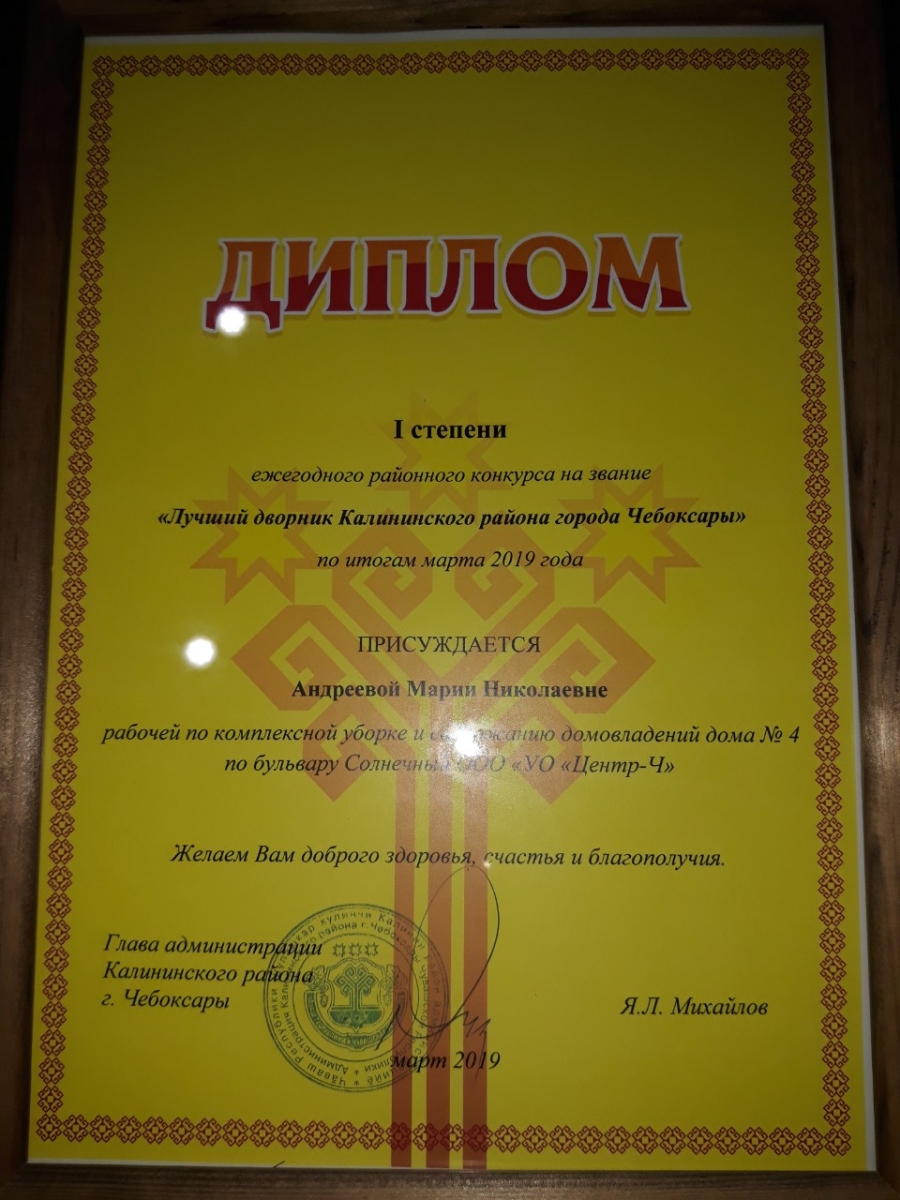 ДИПЛОМ
I степени
ежегодного районного конкурса на звание
«Лучший дворник Калининского района города Чебоксары»
по итогам марта 2019 года
ПРИСУЖДАЕТСЯ
Андреевой Марии Николаевне
рабочей по комплексной уборке и содержанию домовладений дома № 4
по бульвару Солнечный ООО «УО «Центр-Ч»
Желаем Вам доброго здоровья, счастья и благополучия.
Глава администрации
Калининского района
г. Чебоксары
Я.Л. Михайлов
март 2019